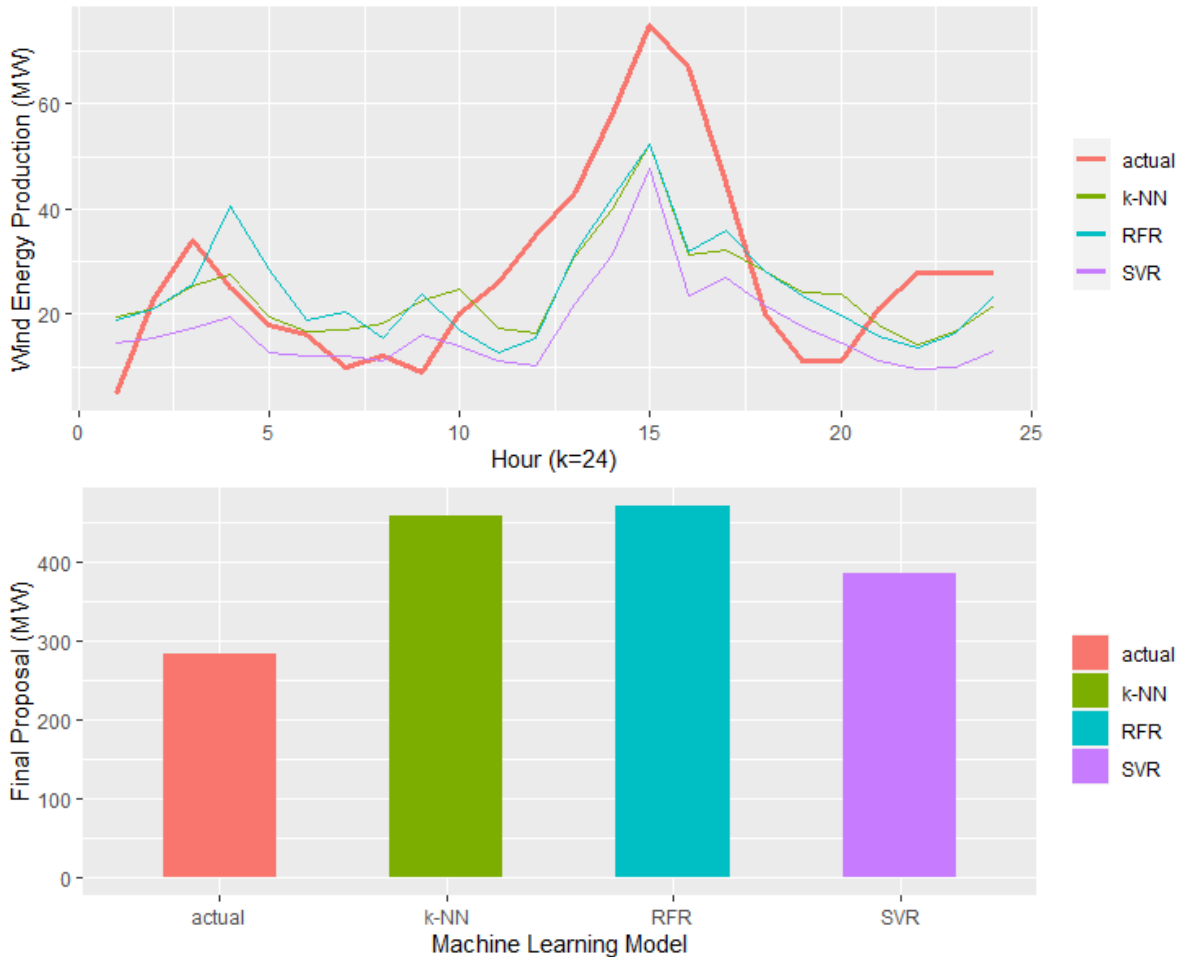 Wind Energy Production (MW)
60
40
20
0
5
10
15
20
25
Hour (k=24)
actual
k-NN
RFR
SVR
Final Proposal (MW)
400
300
200
100
0
actual
k-NN
RFR
SVR
Machine Learning Model
actual
k-NN
RFR
SVR